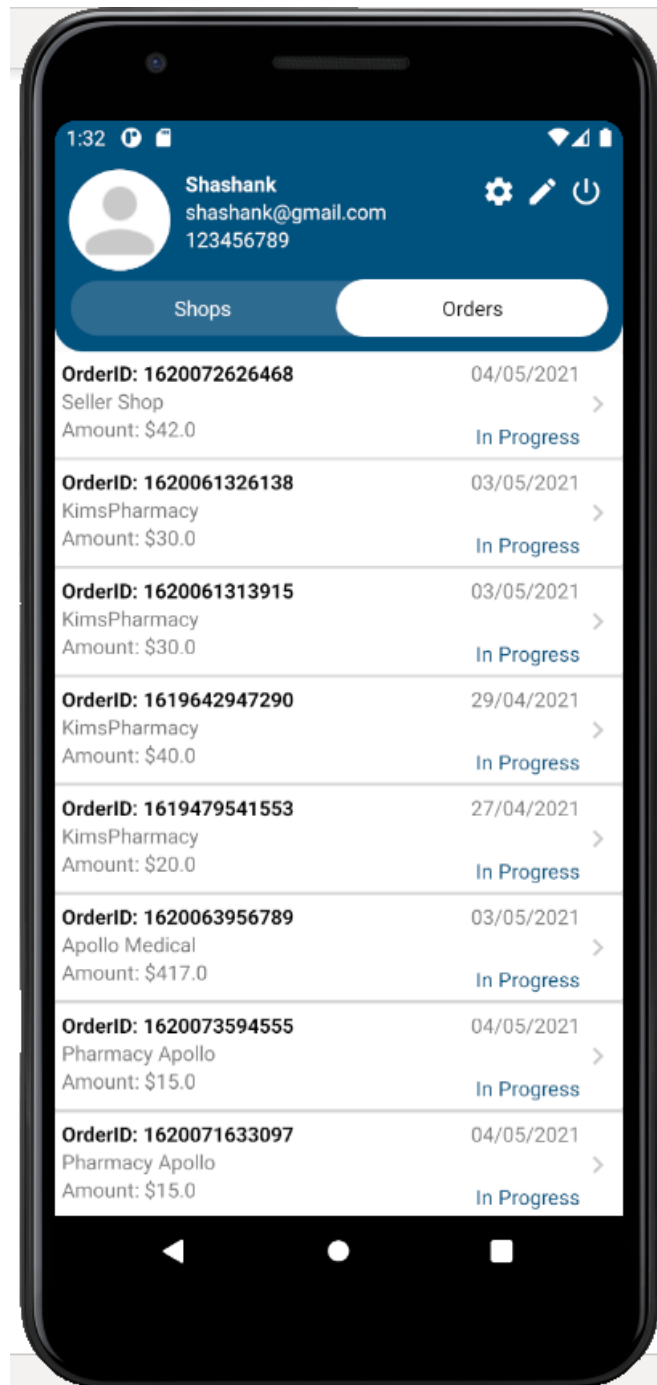 1:32
Shashank
shashank@gmail.com
123456789
Shops Orders
OrderID: 1620072626468 04/05/2021
Seller Shop
Amount: $42.0 In Progress
OrderID: 1620061326138 03/05/2021
KimsPharmacy
Amount: $30.0 In Progress
OrderID: 1620061313915 03/05/2021
KimsPharmacy
Amount: $30.0 In Progress
OrderID: 1619642947290 29/04/2021
KimsPharmacy
Amount: $40.0 In Progress
OrderID: 1619479541553 27/04/2021
KimsPharmacy
Amount: $20.0 In Progress
OrderID: 1620063956789 03/05/2021
Apollo Medical
Amount: $417.0 In Progress
OrderID: 1620073594555 04/05/2021
Pharmacy Apollo
Amount: $15.0 In Progress
OrderID: 1620071633097 04/05/2021
Pharmacy Apollo
Amount: $15.0 In Progress